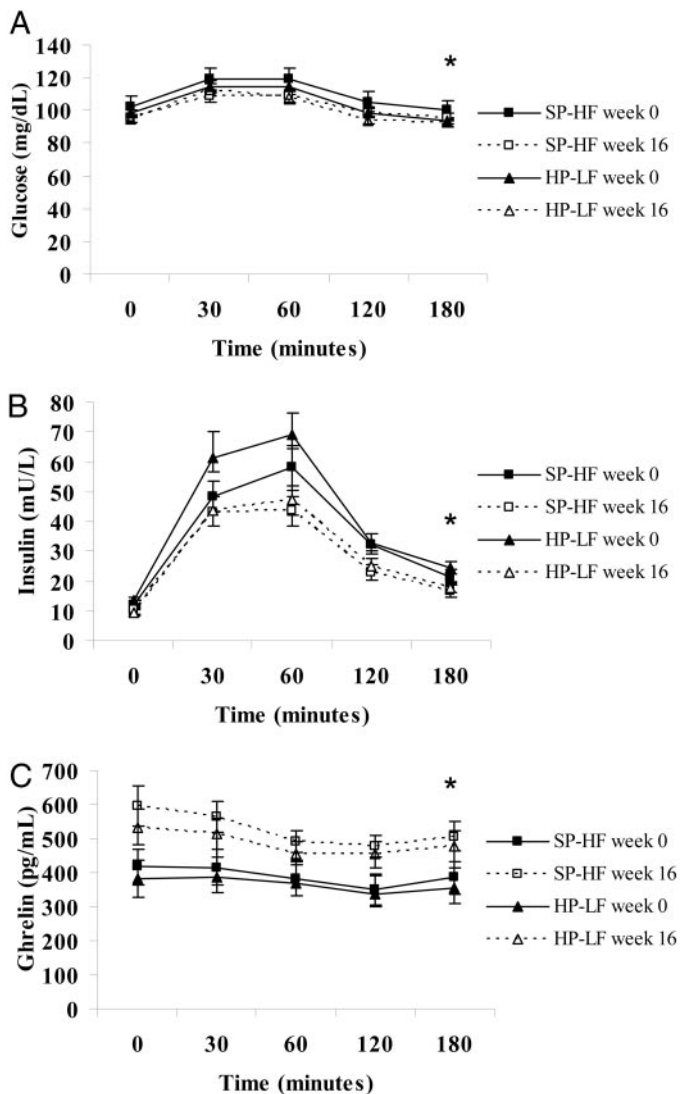 A
Glucose (mg/dL)
140
120
100
80
60
40
20
0
*
0 30 60 120 180
Time (minutes)
SP-HF week 0
SP-HF week 16
HP-LF week 0
HP-LF week 16
B
Insulin (mU/L)
80
70
60
50
40
30
20
10
0
*
0 30 60 120 180
Time (minutes)
SP-HF week 0
SP-HF week 16
HP-LF week 0
HP-LF week 16
C
Ghrelin (pg/mL)
700
600
500
400
300
200
100
0
*
0 30 60 120 180
Time (minutes)
SP-HF week 0
SP-HF week 16
HP-LF week 0
HP-LF week 16